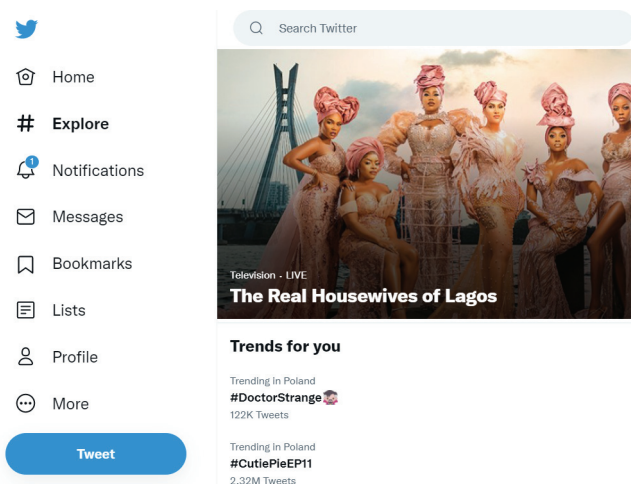 Search Twitter
Home
# Explore
1
Notifications
Messages
Bookmarks
Lists
Profile
More
Tweet
Television · LIVE
The Real Housewives of Lagos
Trends for you
Trending in Poland
#DoctorStrange
122K Tweets
Trending in Poland
#CutiePieEP11
2.32M Tweets